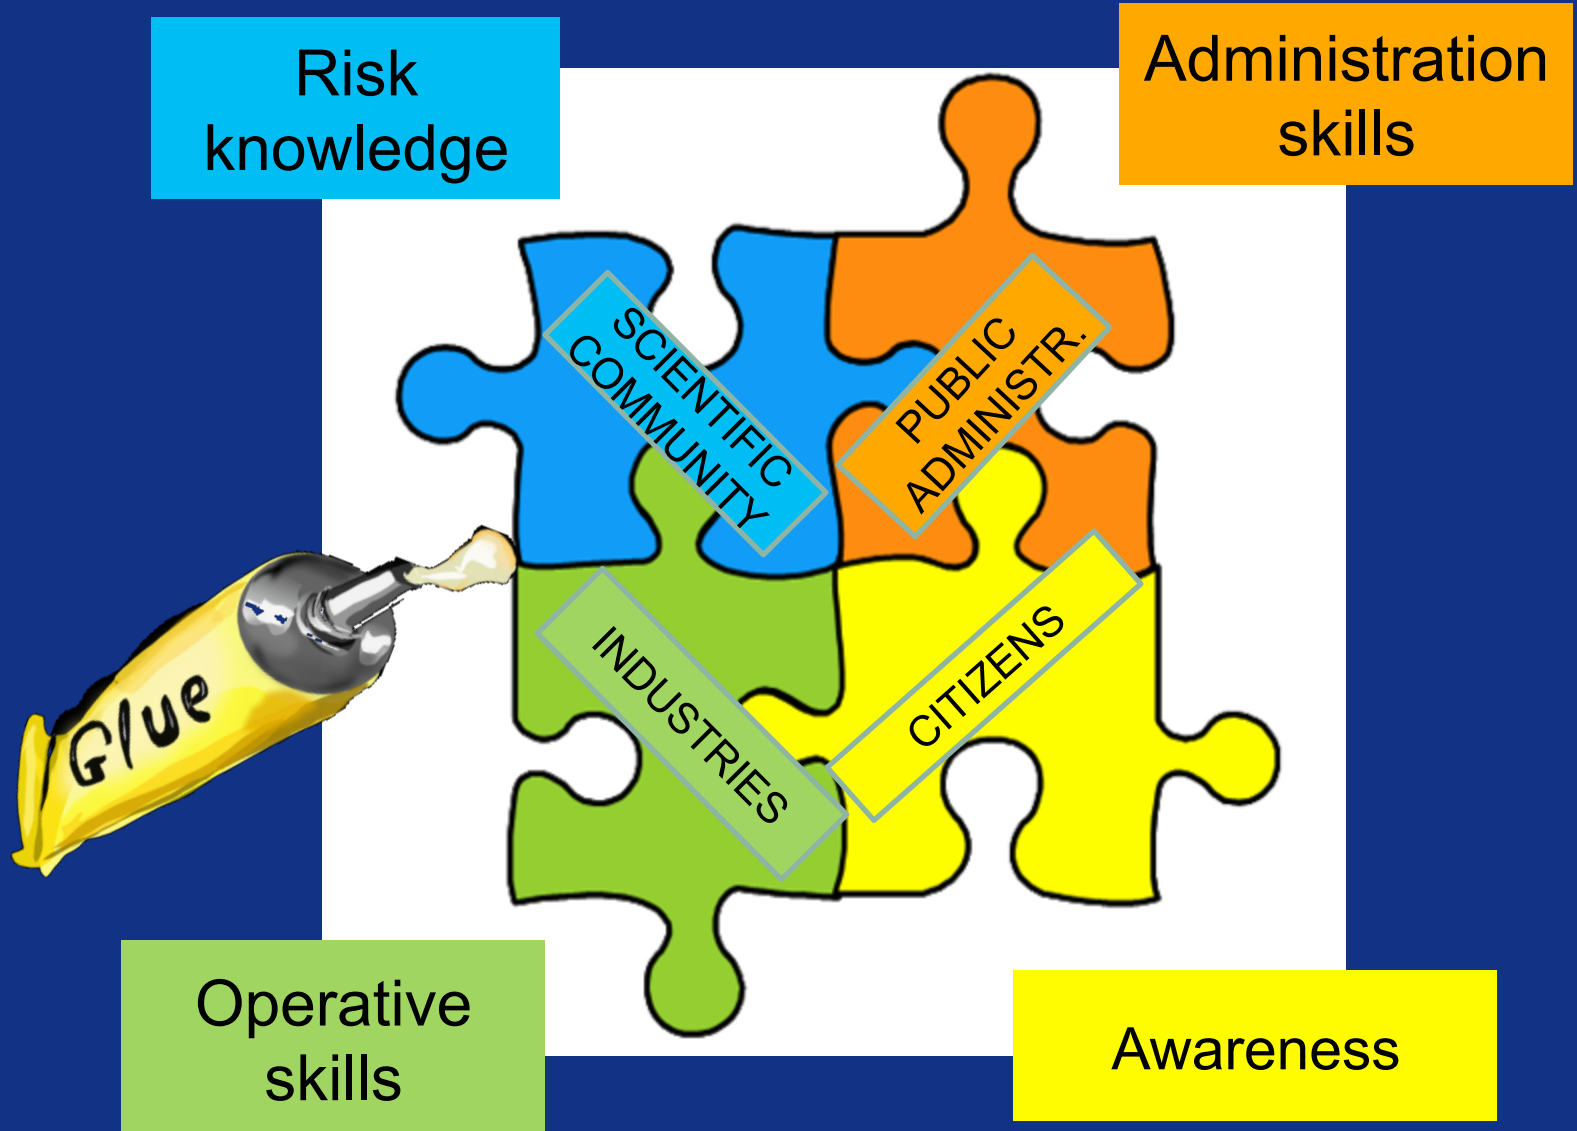 Risk
knowledge
Administration
skills
SCIENTIFIC
COMMUNITY
PUBLIC
ADMINISTR.
Glue
INDUSTRIES
CITIZENS
Operative
skills
Awareness